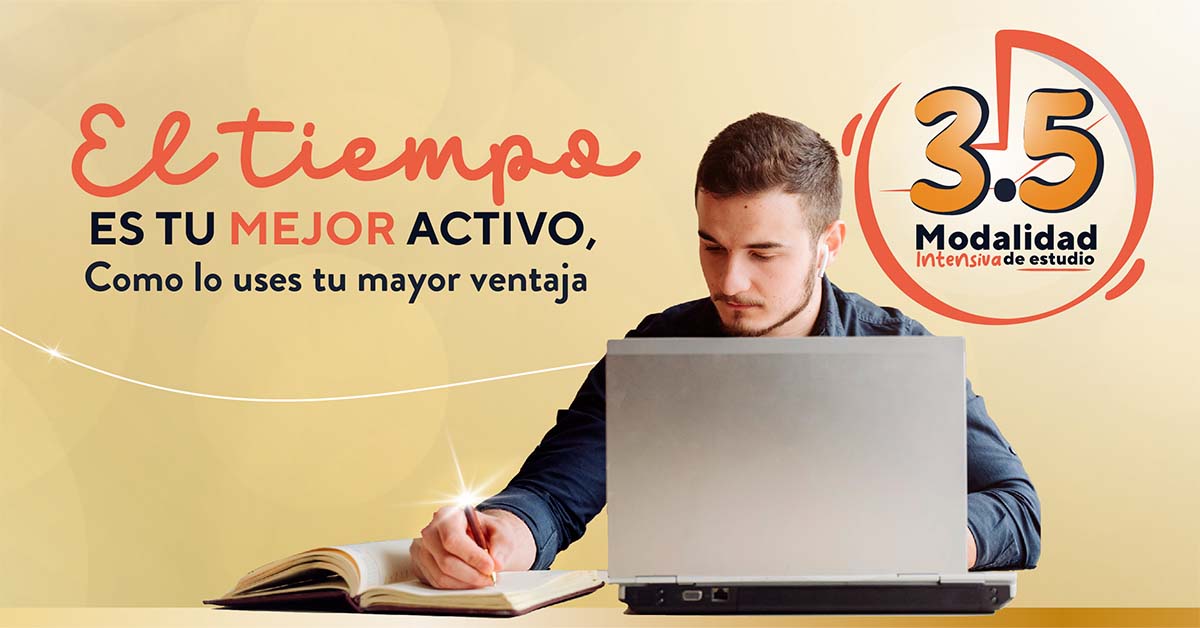 El tiempo
ES TU MEJOR ACTIVO,
Como lo uses tu mayor ventaja
3.5
Modalidad
Intensiva de estudio